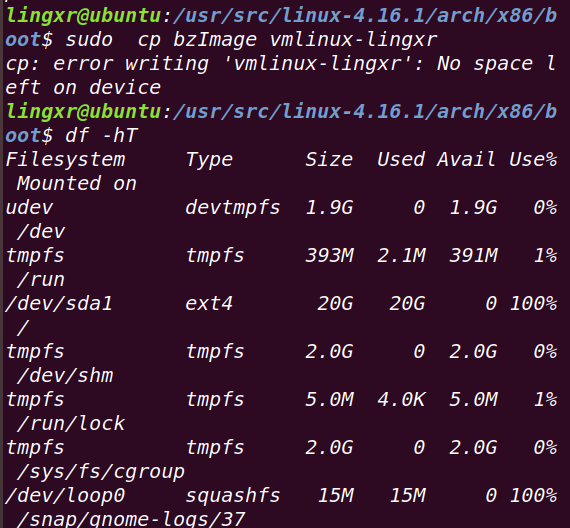 lingxr@ubuntu:/usr/src/linux-4.16.1/arch/x86/b
oot$ sudo  cp bzImage vmlinux-lingxr
cp: error writing 'vmlinux-lingxr': No space l
eft on device
lingxr@ubuntu:/usr/src/linux-4.16.1/arch/x86/b
oot$ df -hT
Filesystem     Type      Size  Used Avail Use%
 Mounted on
udev           devtmpfs  1.9G     0  1.9G   0%
 /dev
tmpfs          tmpfs     393M  2.1M  391M   1%
 /run
/dev/sda1      ext4       20G   20G     0 100%
 /
tmpfs          tmpfs     2.0G     0  2.0G   0%
 /dev/shm
tmpfs          tmpfs     5.0M  4.0K  5.0M   1%
 /run/lock
tmpfs          tmpfs     2.0G     0  2.0G   0%
 /sys/fs/cgroup
/dev/loop0     squashfs   15M   15M     0 100%
 /snap/gnome-logs/37